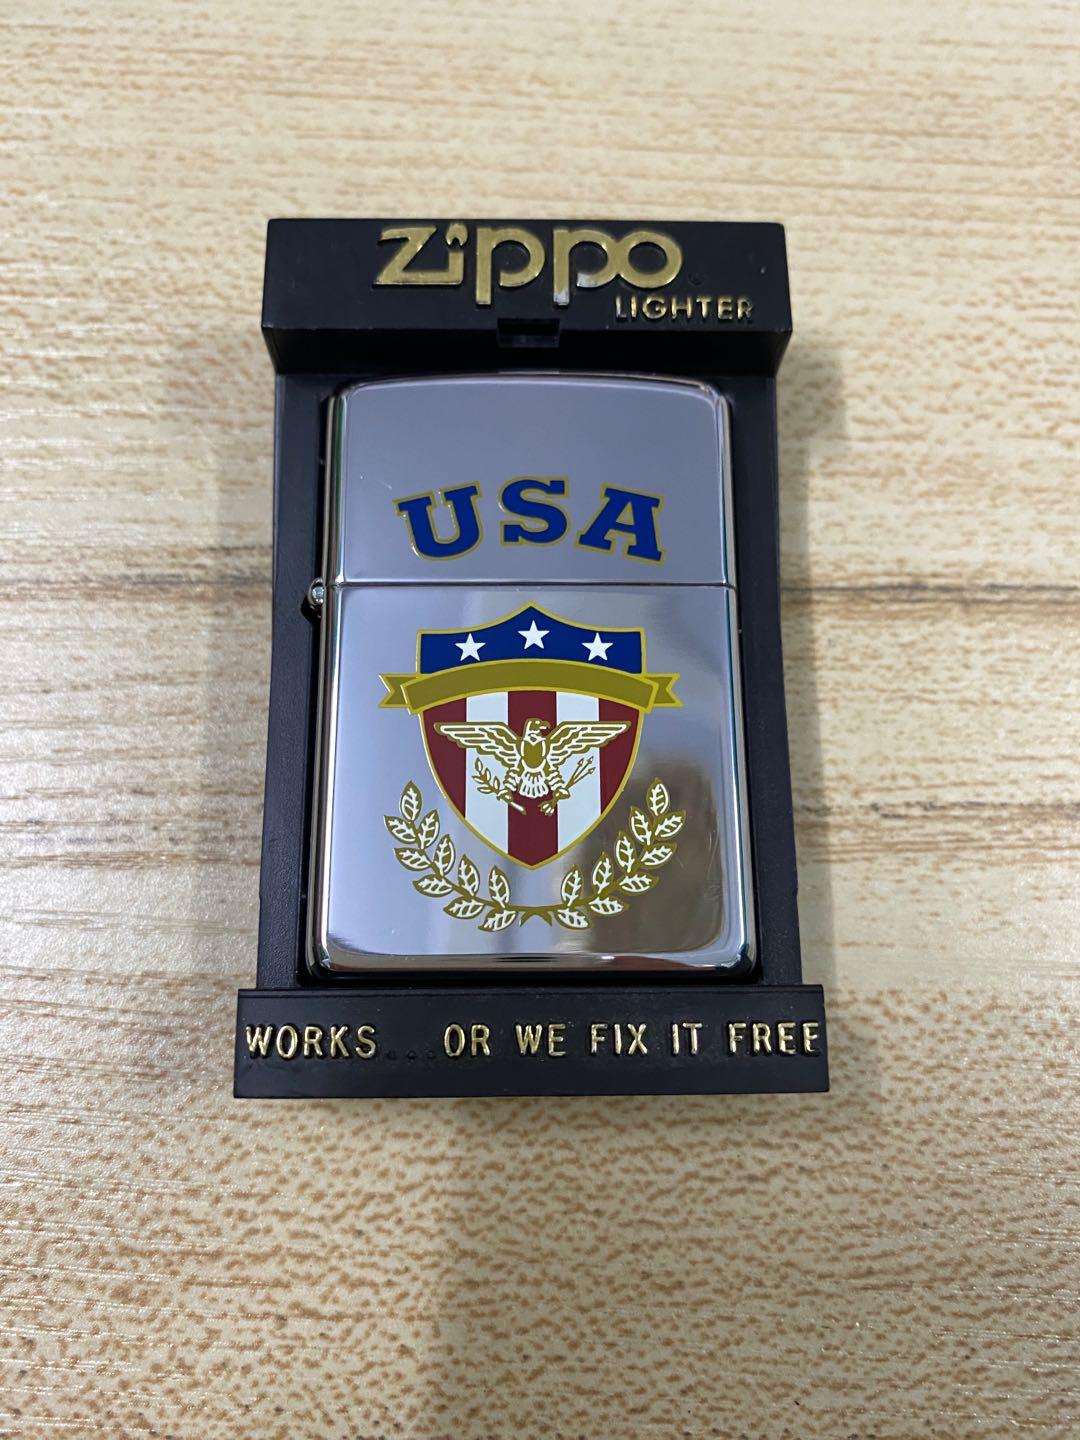 Zippo
LIGHTER
USA
WORKS...OR WE FIX IT FREE